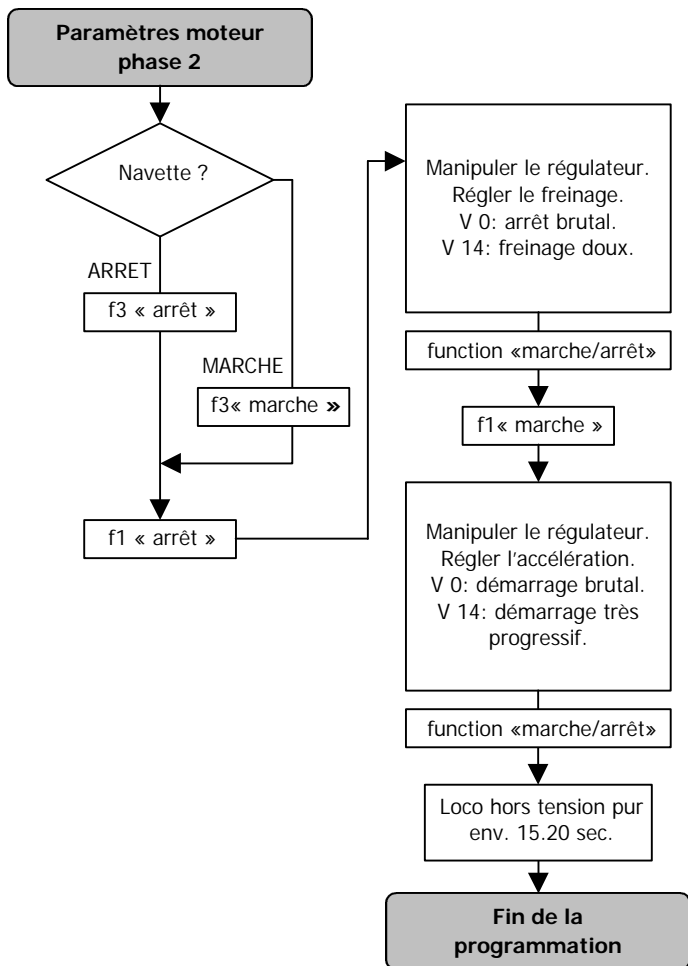 Paramètres moteur
phase 2
Navette ?
ARRET
f3 « arrêt »
MARCHE
f3« marche »
f1 « arrêt »
Manipuler le régulateur.
Régler le freinage.
V 0: arrêt brutal.
V 14: freinage doux.
function «marche/arrêt»
f1« marche »
Manipuler le régulateur.
Régler l'accélération.
V 0: démarrage brutal.
V 14: démarrage très
progressif.
function «marche/arrêt»
Loco hors tension pur
env. 15.20 sec.
Fin de la
programmation